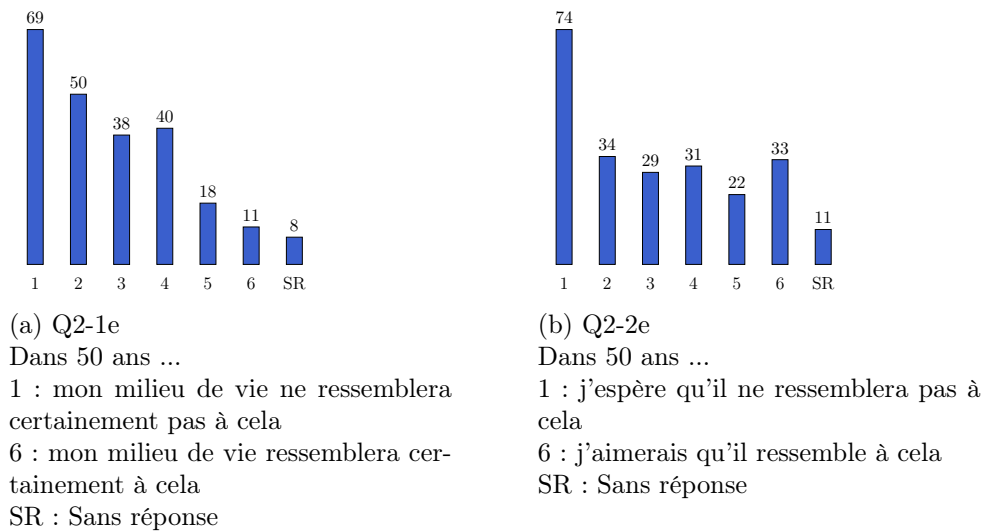 69
50
38
40
18
11
8
1 2 3 4 5 6 SR
(a) Q2-1e
Dans 50 ans ...
1 : mon milieu de vie ne ressemblera
certainement pas à cela
6 : mon milieu de vie ressemblera cer-
tainement à cela
SR : Sans réponse
74
34
29
31
22
33
11
1 2 3 4 5 6 SR
(b) Q2-2e
Dans 50 ans ...
1 : j'espère qu'il ne ressemblera pas à
cela
6 : j'aimerais qu'il ressemble à cela
SR : Sans réponse